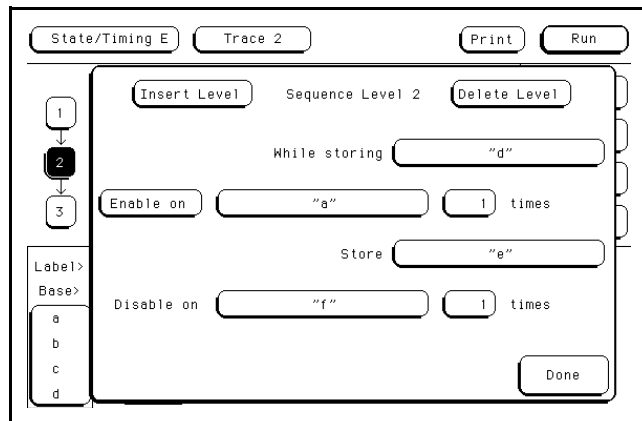 State/Timing E Trace 2 Print Run
Insert Level Sequence Level 2 Delete Level
1
While storing "d"
2
Enable on "a" 1 times
3
Store "e"
Label>
Base>
Disable on "f" 1 times
a
b
c
Done
d